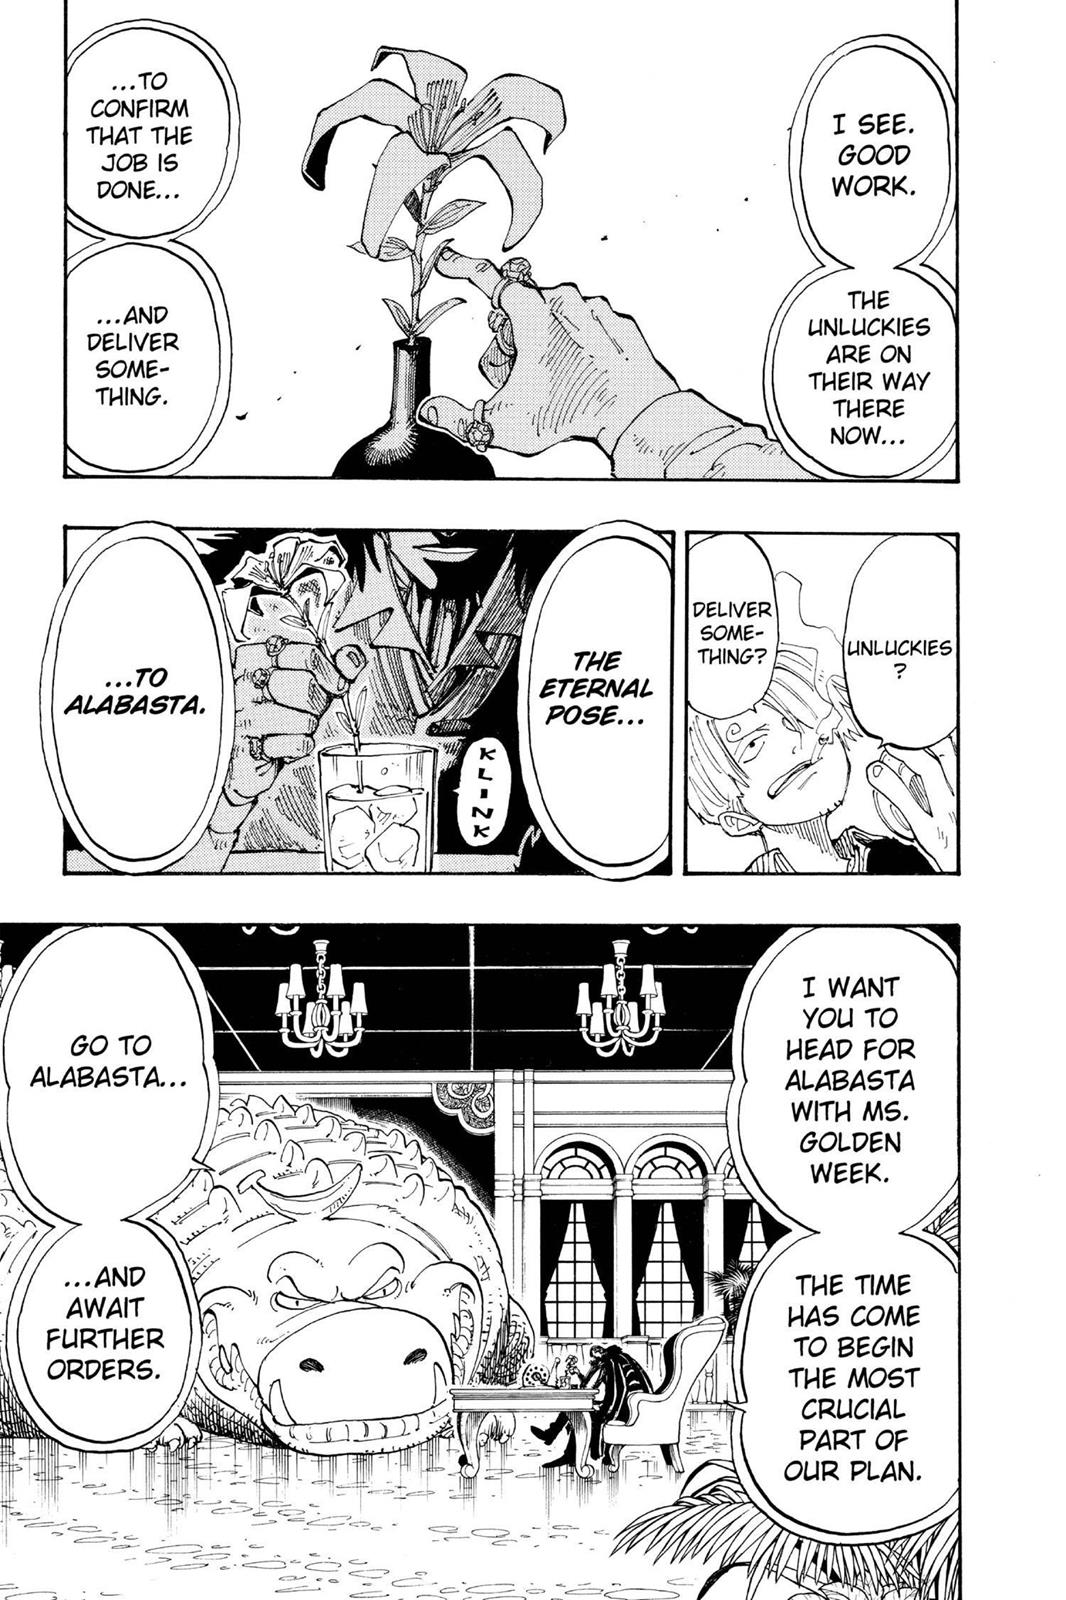 I SEE.
GOOD
WORK.
THE
UNLUCKIES
ARE ON
THEIR WAY
THERE
NOW...
...TO
CONFIRM
THAT THE
JOB IS
DONE...
...AND
DELIVER
SOME-
THING.
UNLUCKIES
?
DELIVER
SOME-
THING?
THE
ETERNAL
POSE...
KLINK
...TO
ALABASTA.
I WANT
YOU TO
HEAD FOR
ALABASTA
WITH MS.
GOLDEN
WEEK.
THE TIME
HAS COME
TO BEGIN
THE MOST
CRUCIAL
PART OF
OUR PLAN.
GO TO
ALABASTA...
...AND
AWAIT
FURTHER
ORDERS.